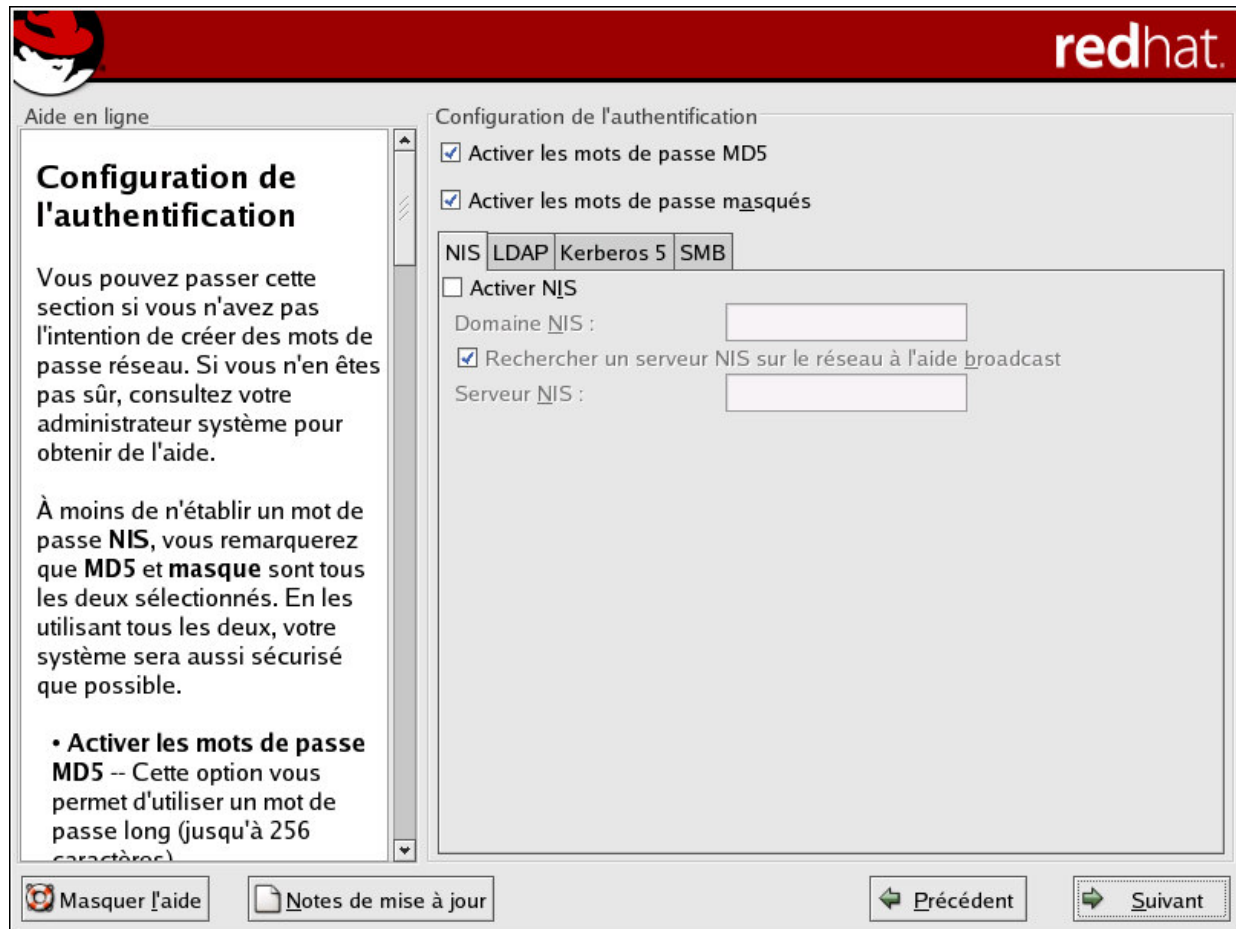 redhat.
Aide en ligne
Configuration de
l'authentification
Vous pouvez passer cette
section si vous n'avez pas
l'intention de créer des mots de
passe réseau. Si vous n'en êtes
pas sûr, consultez votre
administrateur système pour
obtenir de l'aide.
À moins de n'établir un mot de
passe NIS, vous remarquerez
que MD5 et masque sont tous
les deux sélectionnés. En les
utilisant tous les deux, votre
système sera aussi sécurisé
que possible.
• Activer les mots de passe
MD5 -- Cette option vous
permet d'utiliser un mot de
passe long (jusqu'à 256
caractères)
Configuration de l'authentification
Activer les mots de passe MD5
Activer les mots de passe masqués
NIS LDAP Kerberos 5 SMB
Activer NIS
Domaine NIS :
Rechercher un serveur NIS sur le réseau à l'aide broadcast
Serveur NIS :
Masquer l'aide
Notes de mise à jour
Précédent
Suivant